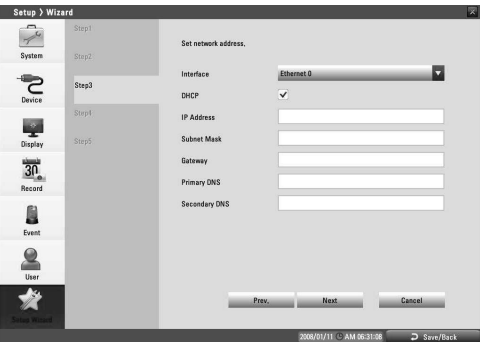 Setup > Wizard
System
Device
Display
30
Record
Event
User
Setup Wizard
Step1
Step2
Step3
Step4
Step5
Set network address.
Interface
Ethernet 0
DHCP
IP Address
Subnet Mask
Gateway
Primary DNS
Secondary DNS
Prev. Next Cancel
2008/01/11 AM 06:31:08 Save/Back